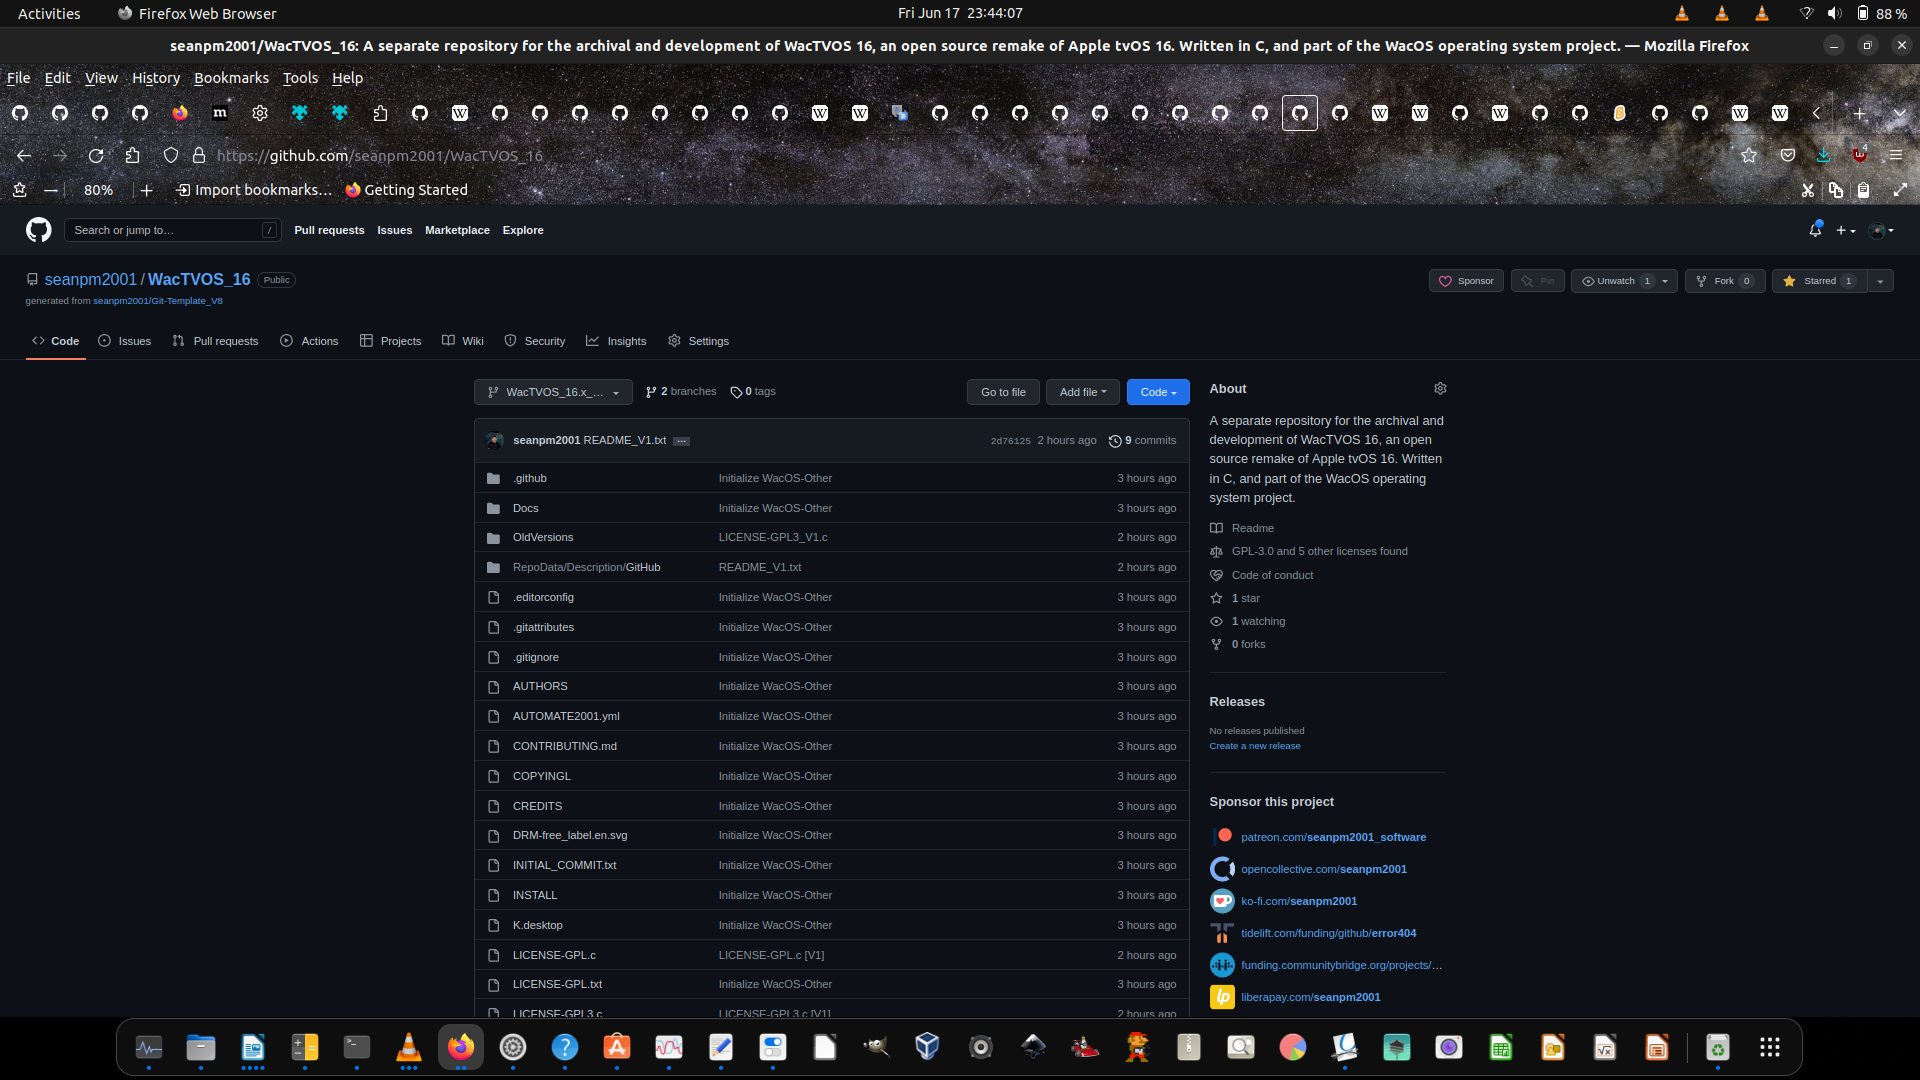 Activities
Firefox Web Browser
Fri Jun 17 23:44:07
88 %
seanpm2001/WacTVOS_16: A separate repository for the archival and development of WacTVOS 16, an open source remake of Apple tvOS 16. Written in C, and part of the WacOS operating system project. — Mozilla Firefox
File Edit View History Bookmarks Tools Help
https://github.com/seanpm2001/WacTVOS_16
4
80%
Import bookmarks…
Getting Started
Search or jump to…
/
Pull requests
Issues
Marketplace
Explore
seanpm2001 / WacTVOS_16
Public
generated from seanpm2001/Git-Template_V8
Sponsor
Pin
Unwatch 1
Fork 0
Starred 1
Code
Issues
Pull requests
Actions
Projects
Wiki
Security
Insights
Settings
WacTVOS_16.x_…
2 branches
0 tags
Go to file
Add file
Code
seanpm2001 README_V1.txt …
2d76125 2 hours ago
9 commits
.github Initialize WacOS-Other 3 hours ago
Docs Initialize WacOS-Other 3 hours ago
OldVersions LICENSE-GPL3_V1.c 2 hours ago
RepoData/Description/GitHub README_V1.txt 2 hours ago
.editorconfig Initialize WacOS-Other 3 hours ago
.gitattributes Initialize WacOS-Other 3 hours ago
.gitignore Initialize WacOS-Other 3 hours ago
AUTHORS Initialize WacOS-Other 3 hours ago
AUTOMATE2001.yml Initialize WacOS-Other 3 hours ago
CONTRIBUTING.md Initialize WacOS-Other 3 hours ago
COPYINGL Initialize WacOS-Other 3 hours ago
CREDITS Initialize WacOS-Other 3 hours ago
DRM-free_label.en.svg Initialize WacOS-Other 3 hours ago
INITIAL_COMMIT.txt Initialize WacOS-Other 3 hours ago
INSTALL Initialize WacOS-Other 3 hours ago
K.desktop Initialize WacOS-Other 3 hours ago
LICENSE-GPL.c LICENSE-GPL.c [V1] 2 hours ago
LICENSE-GPL.txt Initialize WacOS-Other 3 hours ago
LICENSE-GPL3.c LICENSE-GPL3.c [V1] 2 hours ago
About
A separate repository for the archival and
development of WacTVOS 16, an open
source remake of Apple tvOS 16. Written
in C, and part of the WacOS operating
system project.
Readme
GPL-3.0 and 5 other licenses found
Code of conduct
1 star
1 watching
0 forks
Releases
No releases published
Create a new release
Sponsor this project
patreon.com/seanpm2001_software
opencollective.com/seanpm2001
ko-fi.com/seanpm2001
tidelift.com/funding/github/error404
funding.communitybridge.org/projects/…
liberapay.com/seanpm2001